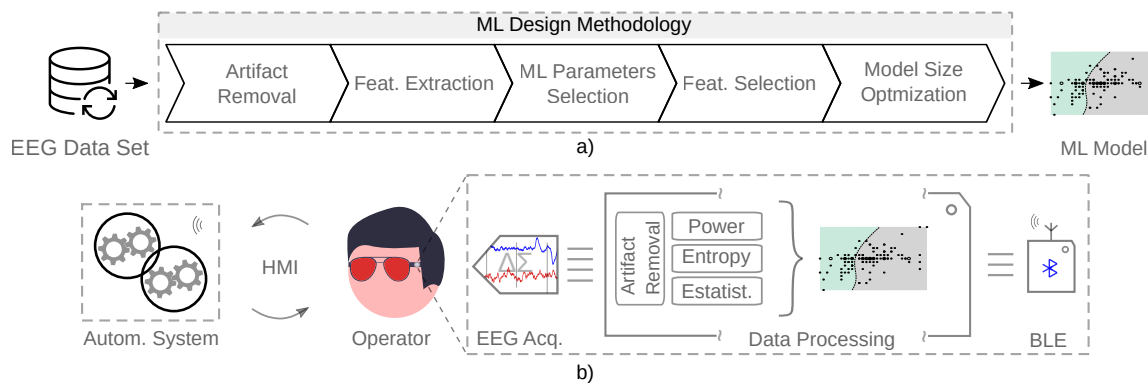 ML Design Methodology
Artifact
Removal
Feat. Extraction
ML Parameters
Selection
Feat. Selection
Model Size
Optmization
EEG Data Set
ML Model
a)
HMI
Autom. System
Operator
ΔΣ
EEG Acq.
Artifact
Removal
Power
Entropy
Estatist.
Data Processing
BLE
b)